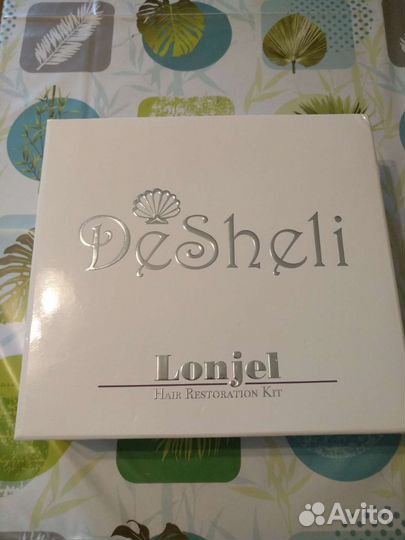 DeSheli
Lonjel
HAIR RESTORATION KIT
Avito